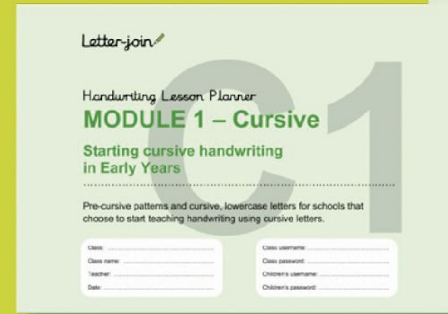 Letter-join
C1
Handwriting Lesson Planner
MODULE 1 – Cursive
Starting cursive handwriting
in Early Years
Pre-cursive patterns and cursive, lowercase letters for schools that
choose to start teaching handwriting using cursive letters.
Class:
Class name:
Teacher:
Date:
Class username:
Class password:
Children's username:
Children's password: